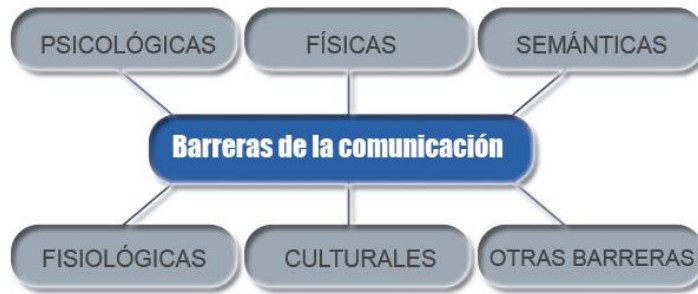 PSICOLÓGICAS
FÍSICAS
SEMÁNTICAS
Barreras de la comunicación
FISIOLÓGICAS
CULTURALES
OTRAS BARRERAS